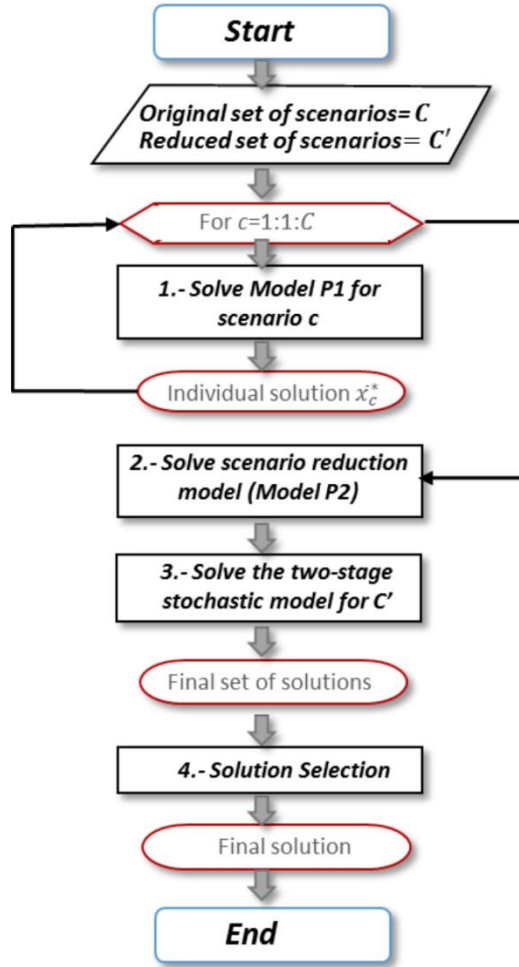 Start
Original set of scenarios= C
Reduced set of scenarios= C′
For c=1:1:C
1.- Solve Model P1 for
scenario c
Individual solution ẋ*c
2.- Solve scenario reduction
model (Model P2)
3.- Solve the two-stage
stochastic model for C'
Final set of solutions
4.- Solution Selection
Final solution
End